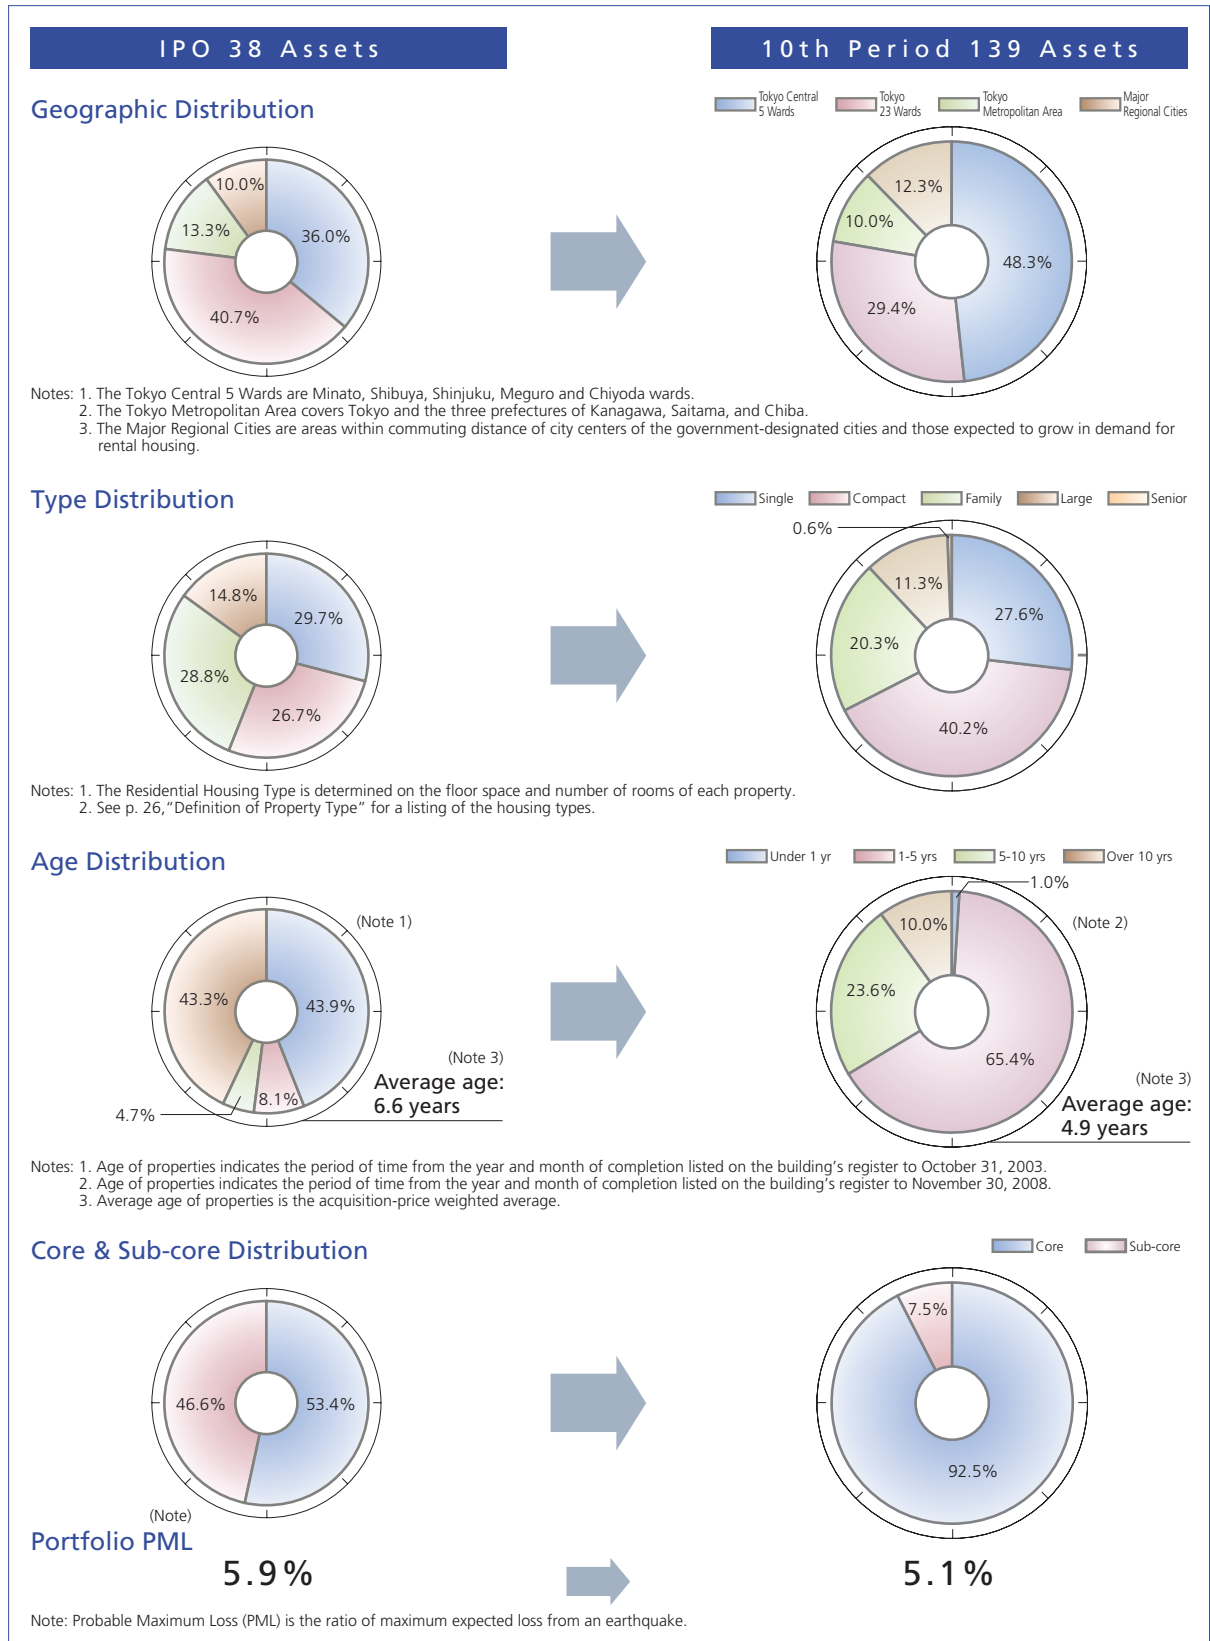 IPO 38 Assets
10th Period 139 Assets
Geographic Distribution
Tokyo Central
5 Wards
Tokyo
23 Wards
Tokyo
Metropolitan Area
Major
Regional Cities
10.0%
13.3%
36.0%
40.7%
12.3%
10.0%
48.3%
29.4%
Notes: 1. The Tokyo Central 5 Wards are Minato, Shibuya, Shinjuku, Meguro and Chiyoda wards.
2. The Tokyo Metropolitan Area covers Tokyo and the three prefectures of Kanagawa, Saitama, and Chiba.
3. The Major Regional Cities are areas within commuting distance of city centers of the government-designated cities and those expected to grow in demand for
rental housing.
Type Distribution
Single
Compact
Family
Large
Senior
14.8%
29.7%
28.8%
26.7%
0.6%
11.3%
27.6%
20.3%
40.2%
Notes: 1. The Residential Housing Type is determined on the floor space and number of rooms of each property.
2. See p. 26,“Definition of Property Type” for a listing of the housing types.
Age Distribution
Under 1 yr
1-5 yrs
5-10 yrs
Over 10 yrs
(Note 1)
43.3%
43.9%
8.1%
4.7%
(Note 3)
Average age:
6.6 years
1.0%
(Note 2)
10.0%
23.6%
65.4%
(Note 3)
Average age:
4.9 years
Notes: 1. Age of properties indicates the period of time from the year and month of completion listed on the building’s register to October 31, 2003.
2. Age of properties indicates the period of time from the year and month of completion listed on the building’s register to November 30, 2008.
3. Average age of properties is the acquisition-price weighted average.
Core & Sub-core Distribution
Core
Sub-core
46.6%
53.4%
7.5%
92.5%
(Note)
Portfolio PML
5.9%
5.1%
Note: Probable Maximum Loss (PML) is the ratio of maximum expected loss from an earthquake.